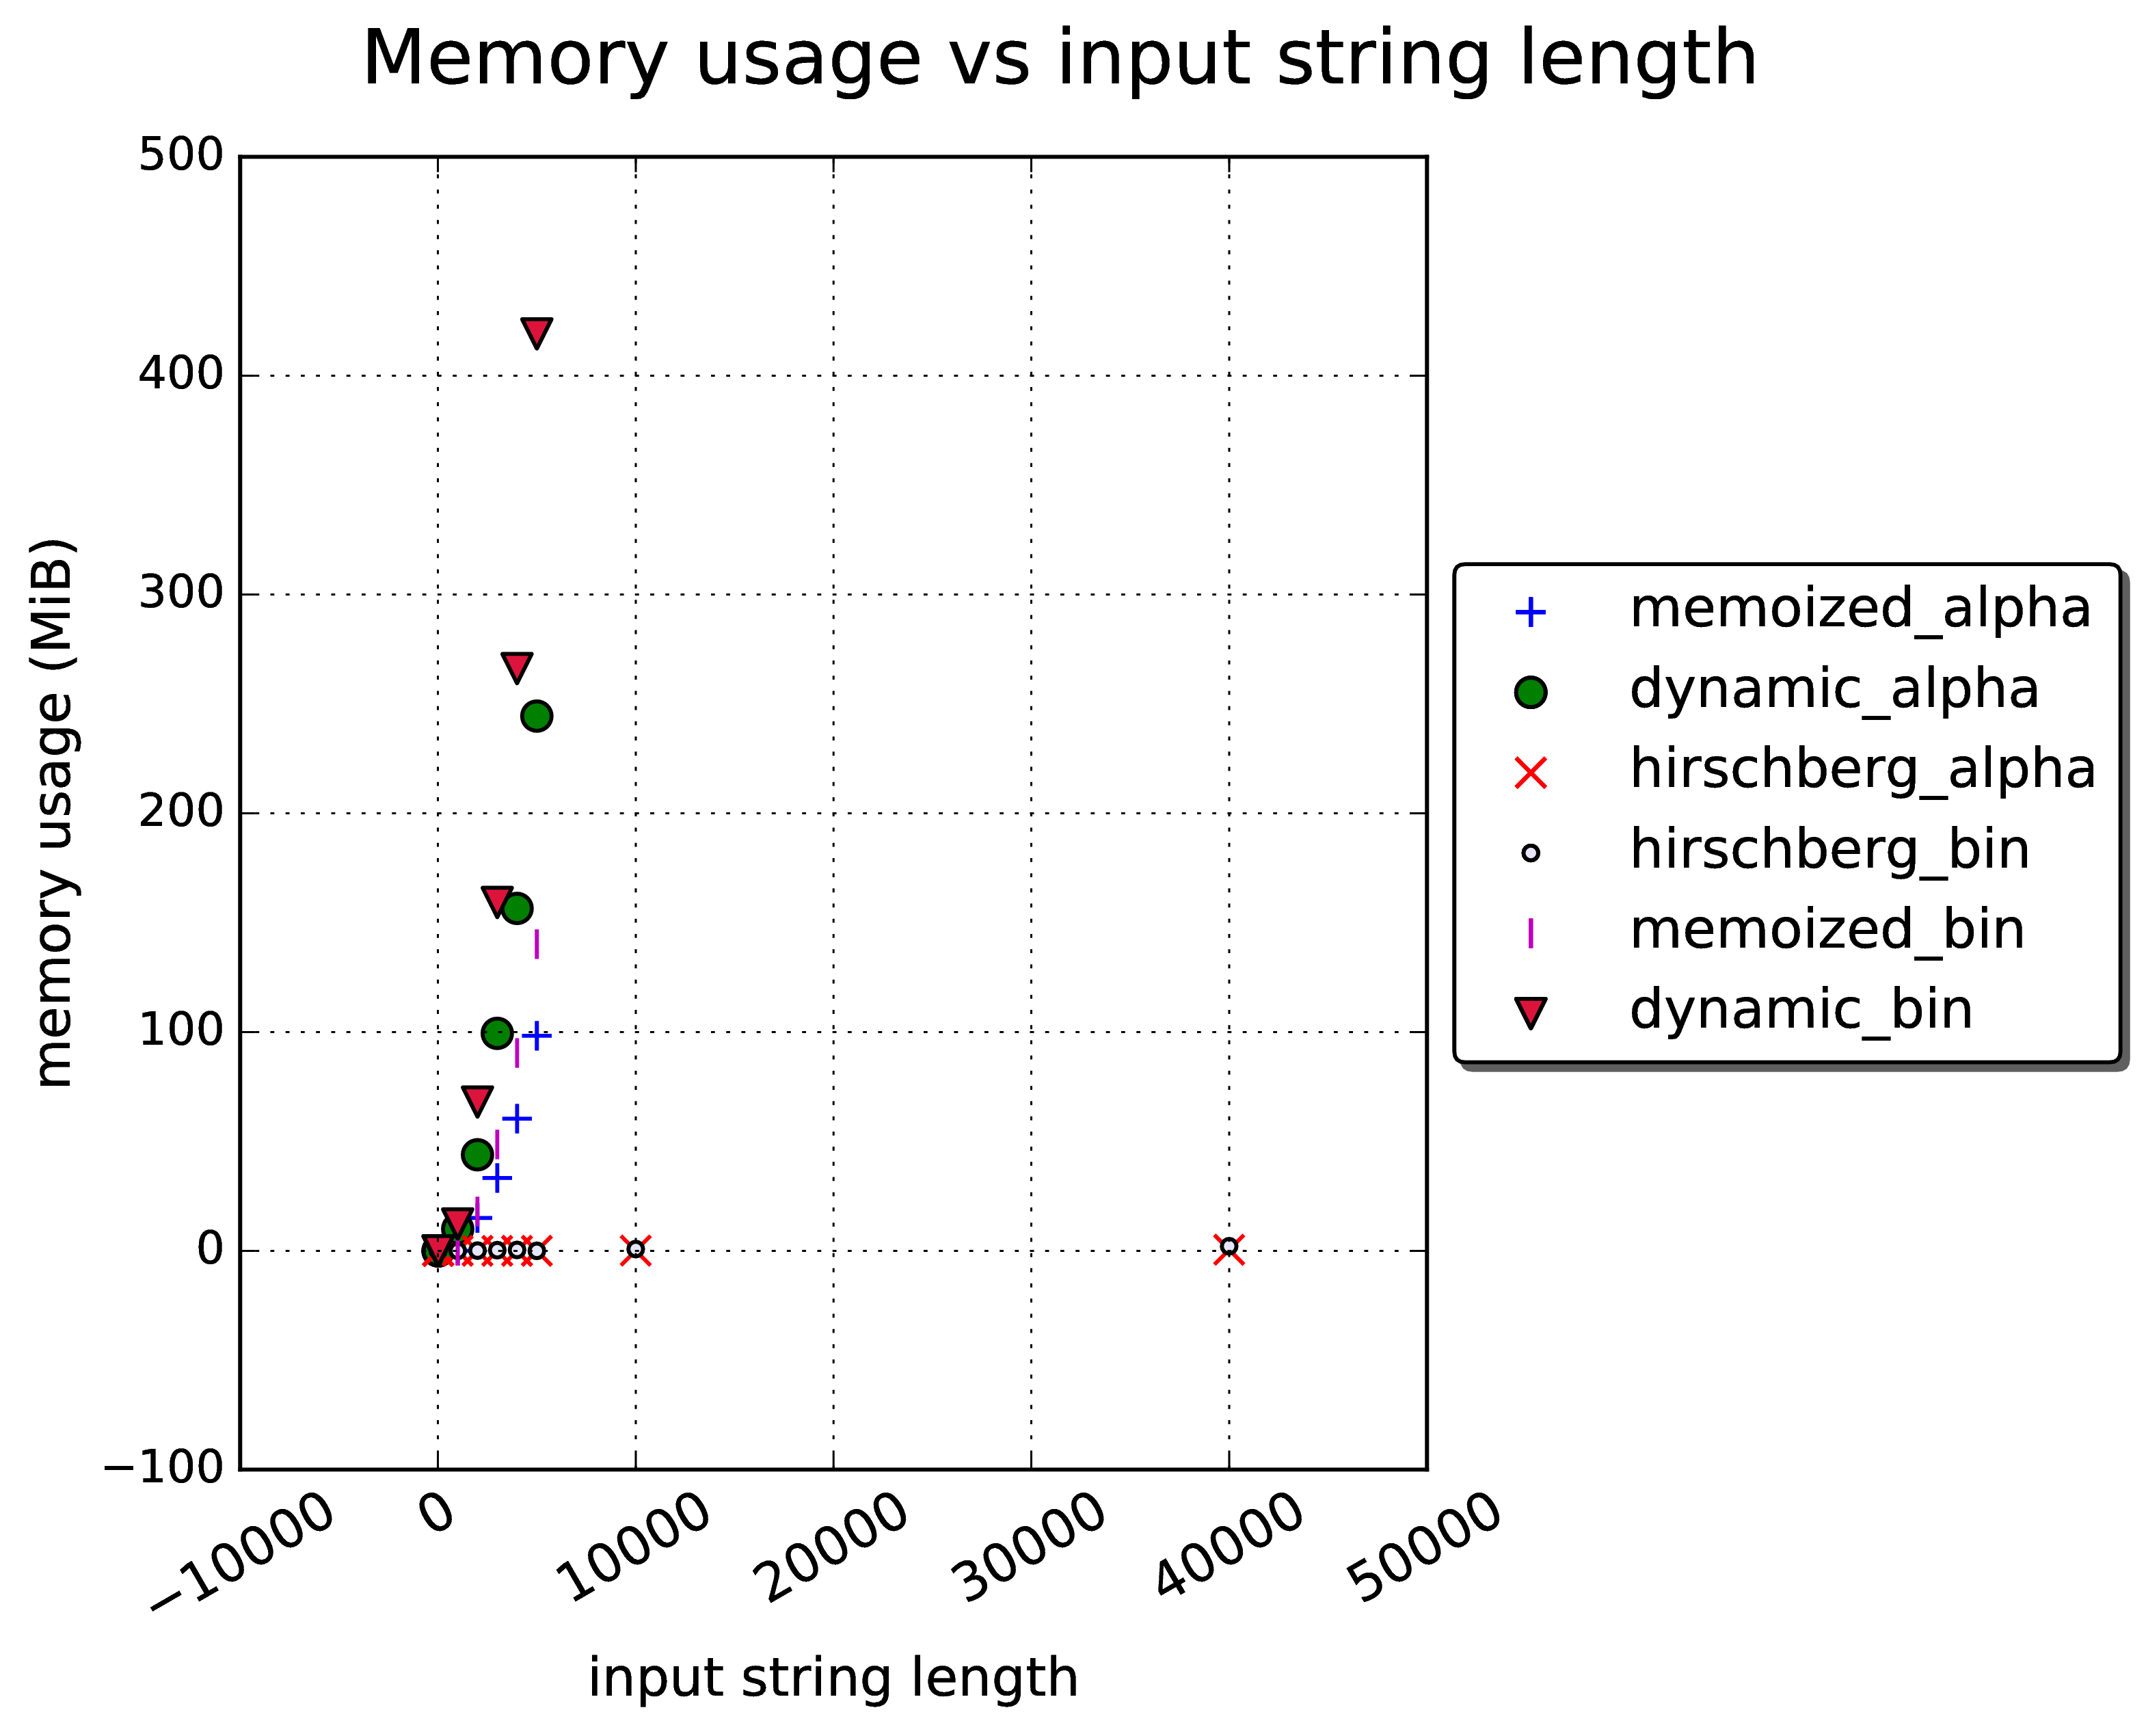 Memory usage vs input string length
500
400
300
200
100
0
−100
memory usage (MiB)
−10000
0
10000
20000
30000
40000
50000
input string length
memoized_alpha
dynamic_alpha
hirschberg_alpha
hirschberg_bin
memoized_bin
dynamic_bin